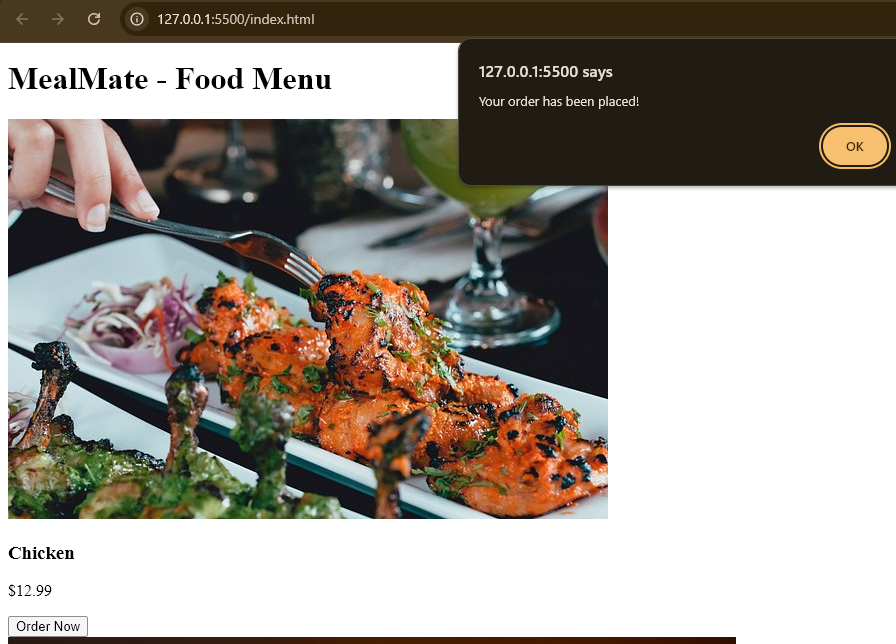 127.0.0.1:5500/index.html
MealMate - Food Menu
127.0.0.1:5500 says
Your order has been placed!
OK
Chicken
$12.99
Order Now